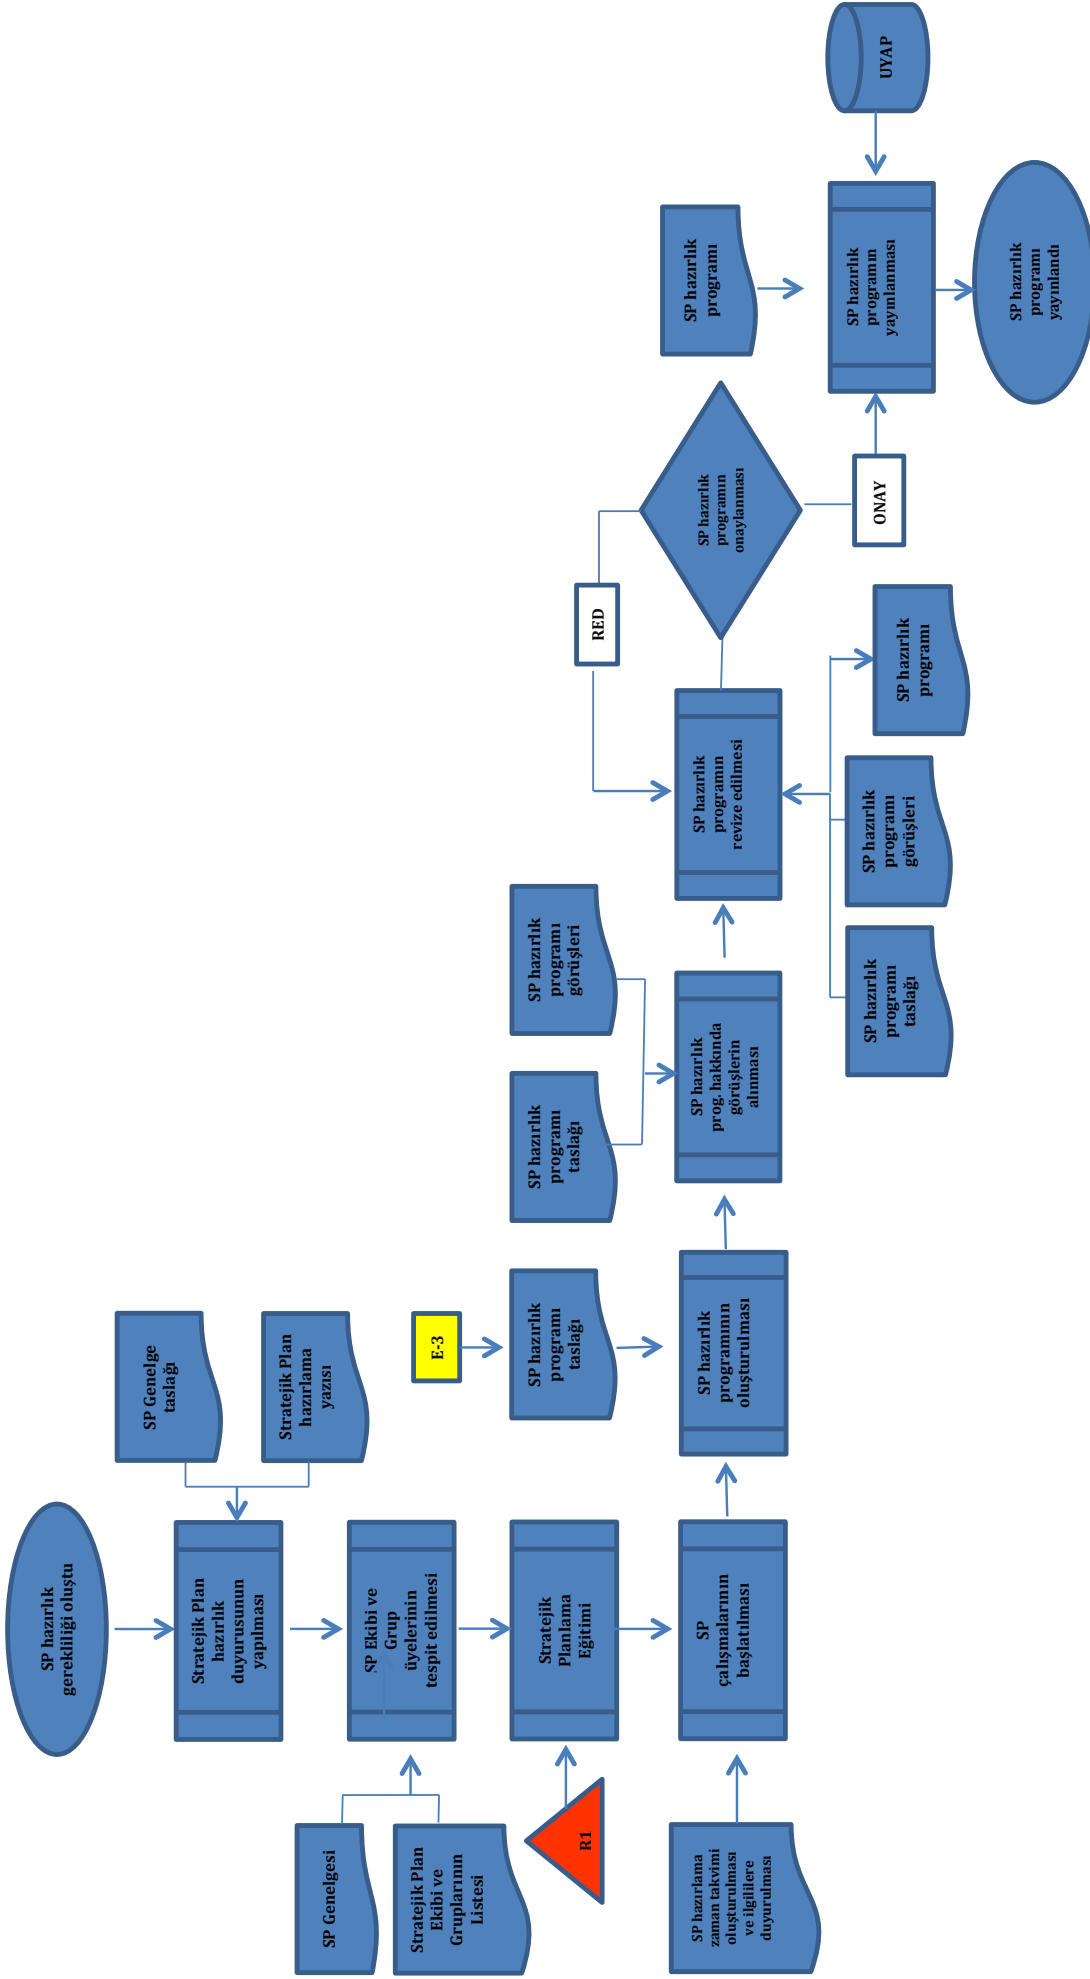 SP hazırlık
gerekliliği oluştu
SP Genelge
taslağı
Stratejik Plan
hazırlama
yazısı
Stratejik Plan
hazırlık
duyurusunun
yapılması
SP Genelgesi
Stratejik Plan
Ekibi ve
Gruplarının
Listesi
SP Ekibi ve
Grup
üyelerinin
tespit edilmesi
R1
Stratejik
Planlama
Eğitimi
SP hazırlama
zaman takvimi
oluşturulması
ve ilgililere
duyurulması
SP
çalışmalarının
başlatılması
E-3
SP hazırlık
programı
taslağı
SP hazırlık
programının
oluşturulması
SP hazırlık
programı
taslağı
SP hazırlık
programı
görüşleri
SP hazırlık
prog. hakkında
görüşlerin
alınması
SP hazırlık
programı
taslağı
SP hazırlık
programı
görüşleri
SP hazırlık
programı
SP hazırlık
programın
revize edilmesi
RED
SP hazırlık
programın
onaylanması
ONAY
SP hazırlık
programı
SP hazırlık
programın
yayınlanması
UYAP
SP hazırlık
programı
yayınlandı